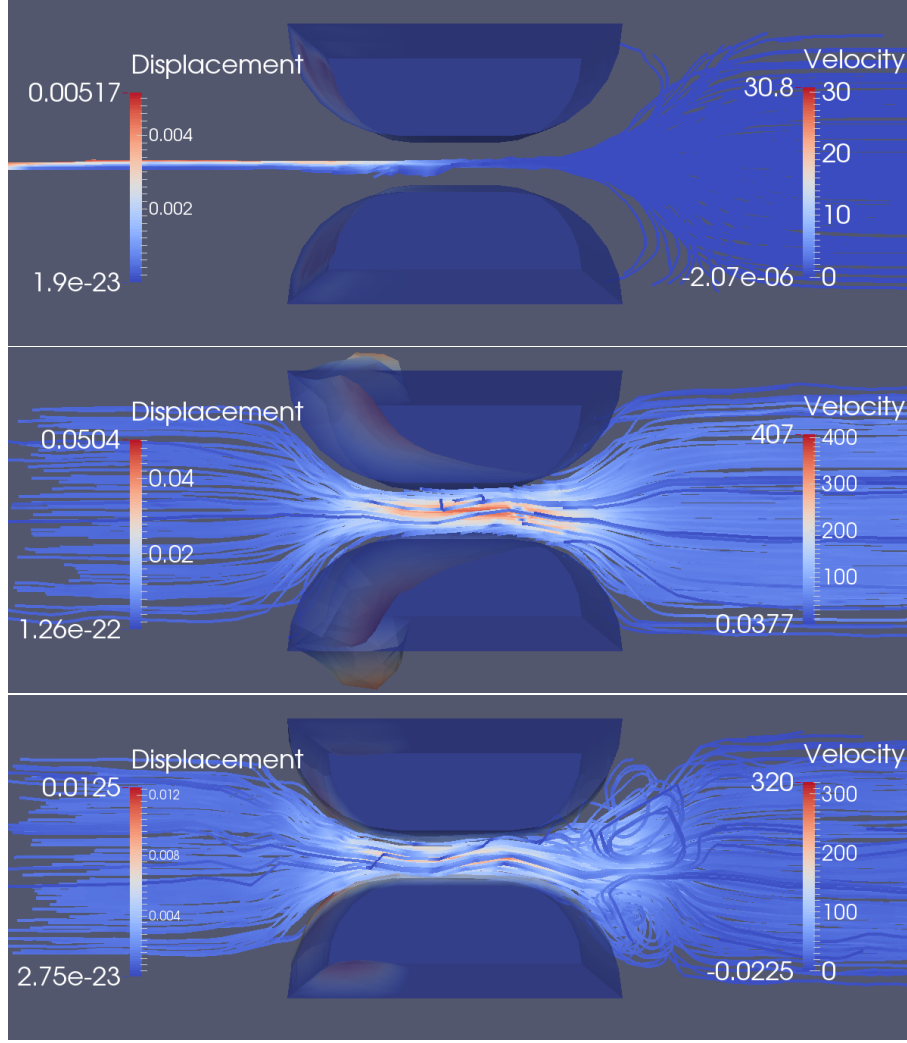 Displacement
0.00517
0.004
0.002
1.9e-23
Velocity
30.8
30
20
10
0
-2.07e-06
Displacement
0.0504
0.04
0.02
1.26e-22
Velocity
407
400
300
200
100
0.0377
Displacement
0.0125
0.012
0.008
0.004
2.75e-23
Velocity
320
300
200
100
0
-0.0225